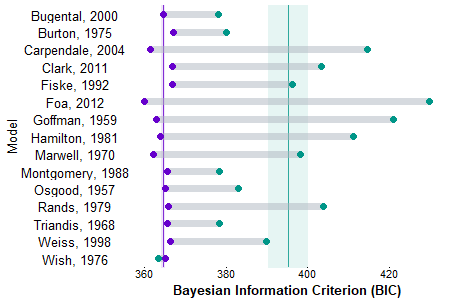 Bugental, 2000
Burton, 1975
Carpendale, 2004
Clark, 2011
Fiske, 1992
Foa, 2012
Goffman, 1959
Hamilton, 1981
Marwell, 1970
Montgomery, 1988
Osgood, 1957
Rands, 1979
Triandis, 1968
Weiss, 1998
Wish, 1976
Model
360 380 400 420
Bayesian Information Criterion (BIC)